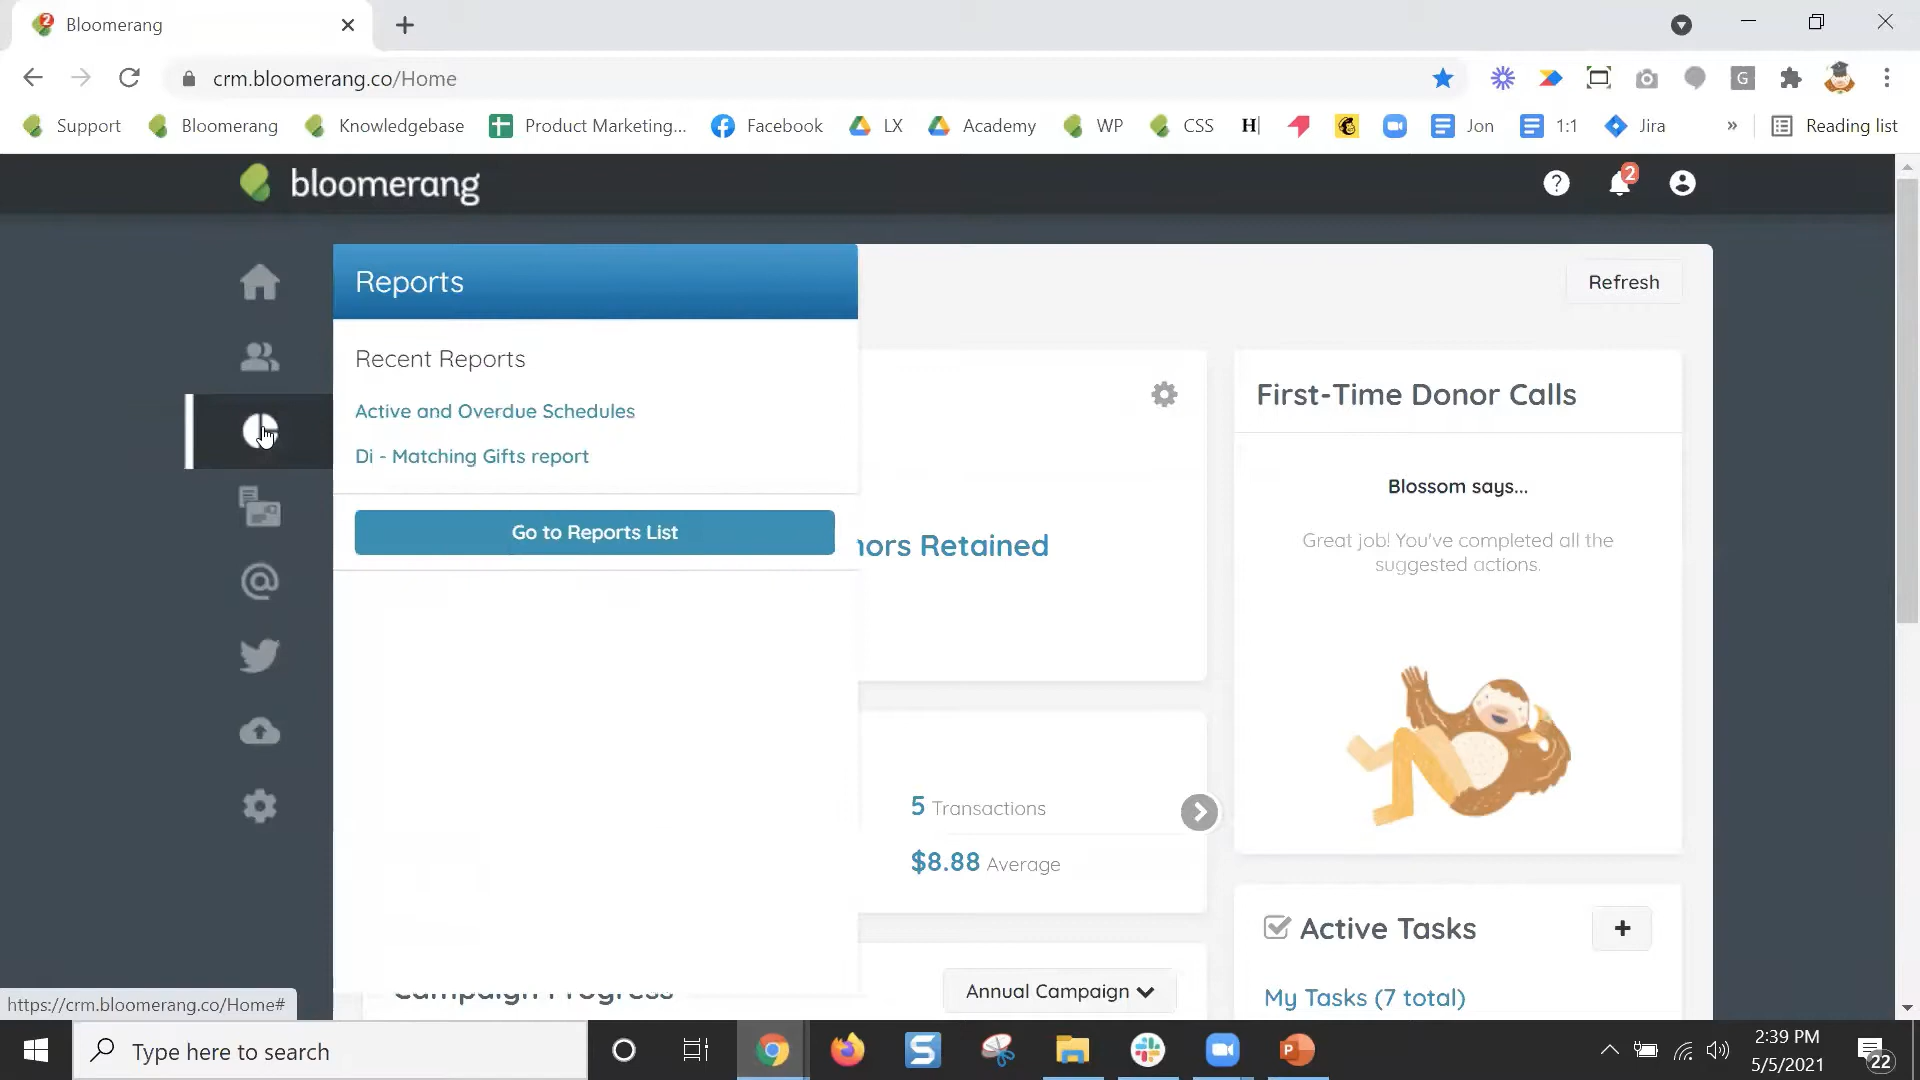 2
Bloomerang
crm.bloomerang.co/Home
G
Support
Bloomerang
Knowledgebase
Product Marketing...
Facebook
LX
Academy
WP
CSS
H
Jon
1:1
Jira
»
Reading list
bloomerang
?
2
Reports
Refresh
Recent Reports
Active and Overdue Schedules
Di - Matching Gifts report
Go to Reports List
nors Retained
First-Time Donor Calls
Blossom says...
Great job! You've completed all the
suggested actions.
5 Transactions
$8.88 Average
Campaign Progress
Annual Campaign
Active Tasks
+
My Tasks (7 total)
https://crm.bloomerang.co/Home#
Type here to search
S
P
2:39 PM
5/5/2021
22